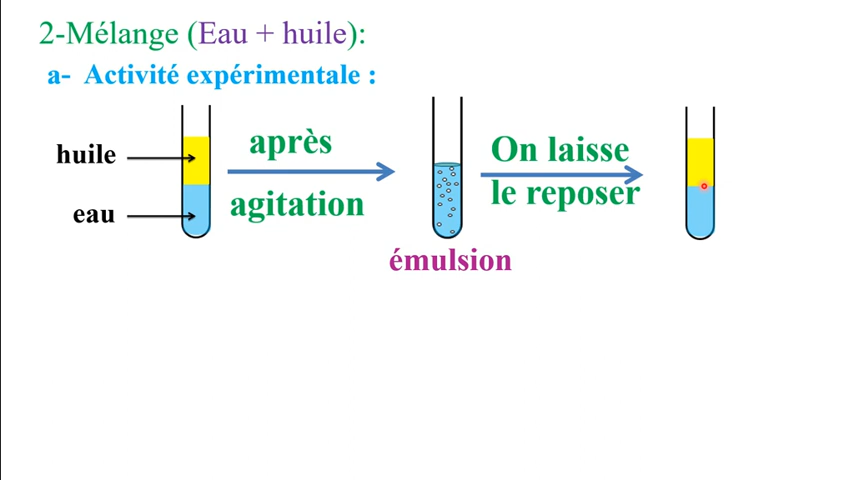 2-Mélange (Eau + huile):
a- Activité expérimentale :
huile
eau
après
agitation
émulsion
On laisse
le reposer